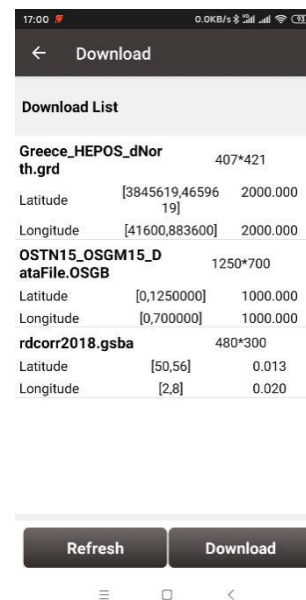 17:00 0.0KB/s 93
Download
Download List
Greece_HEPOS_dNor
th.grd 407*421
Latitude [3845619,46596
19] 2000.000
Longitude [41600,883600] 2000.000
OSTN15_OSGM15_D
ataFile.OSGB 1250*700
Latitude [0,1250000] 1000.000
Longitude [0,700000] 1000.000
rdcorr2018.gsba 480*300
Latitude [50,56] 0.013
Longitude [2,8] 0.020
Refresh Download